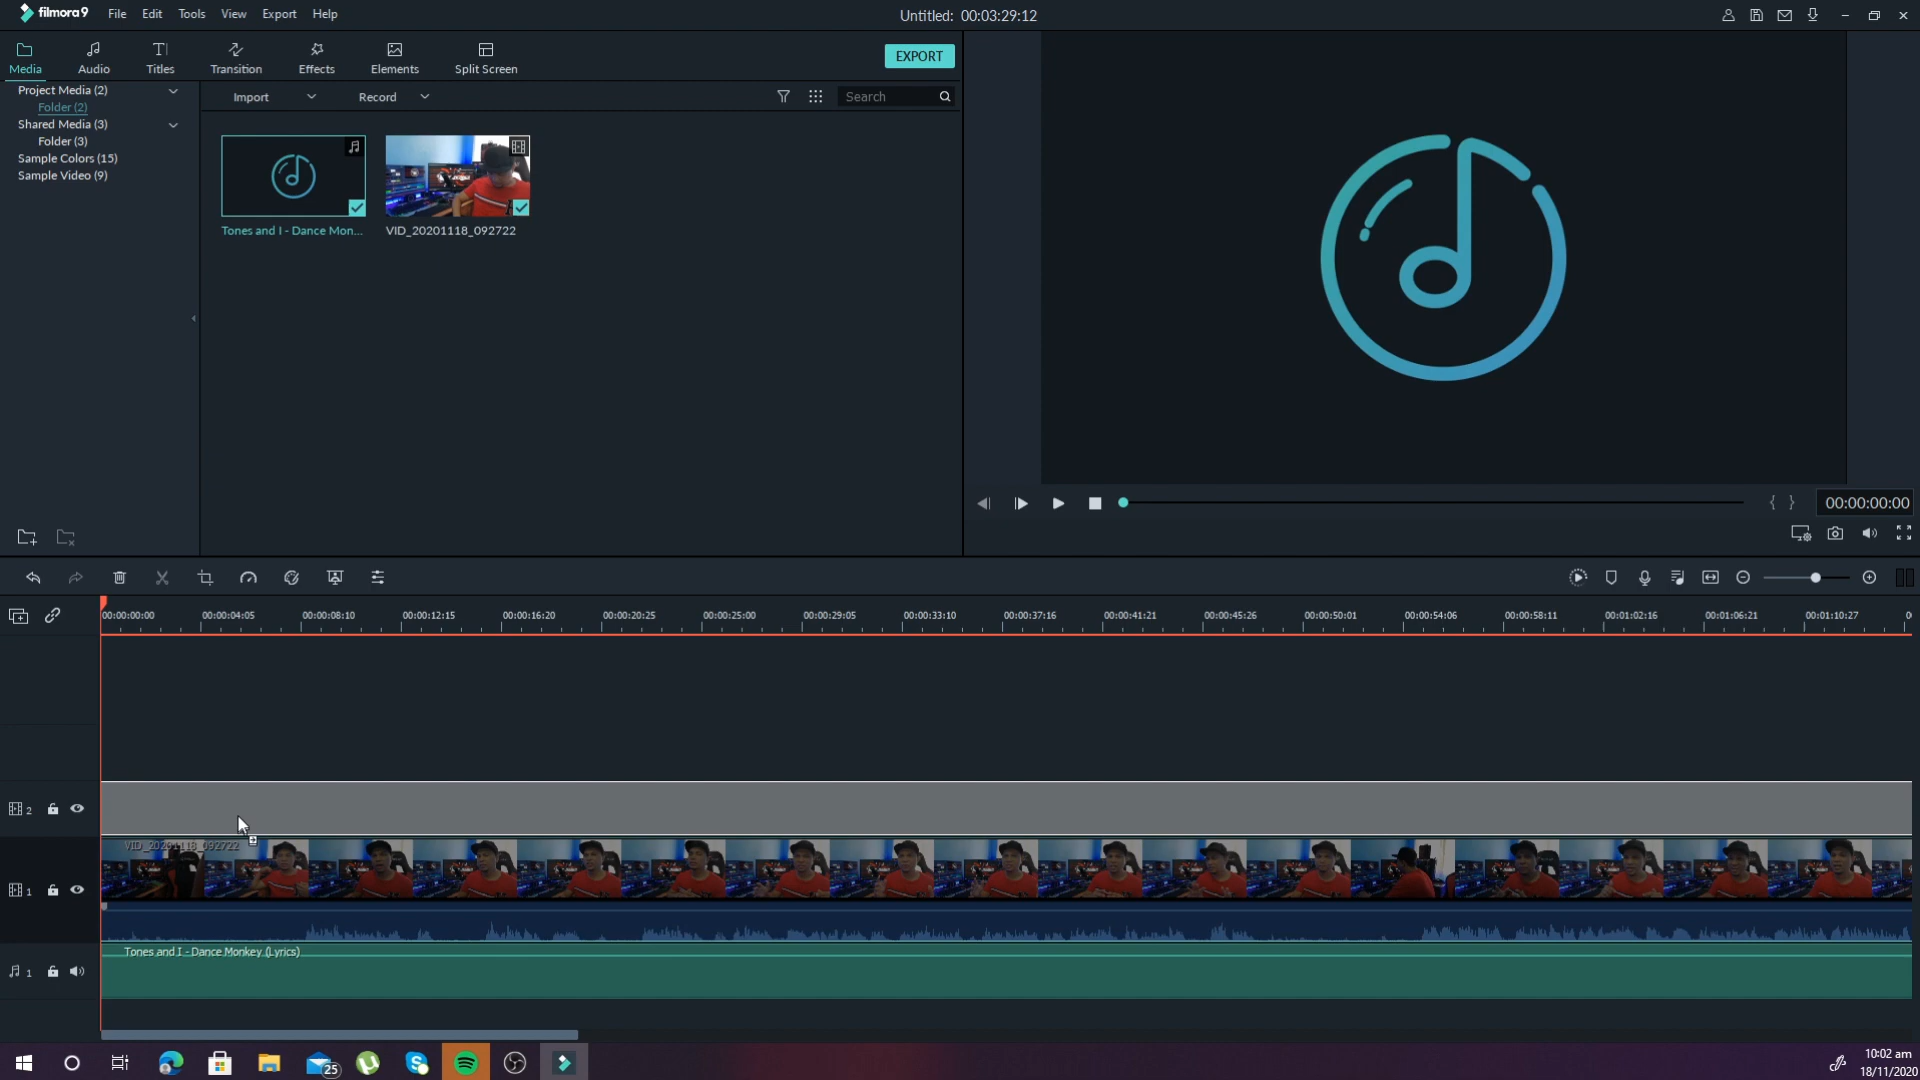 filmora9 File Edit Tools View Export Help Untitled: 00:03:29:12
Media Audio Titles Transition Effects Elements Split Screen EXPORT
Project Media (2) Import Record Search
Folder (2)
Shared Media (3)
Folder (3)
Sample Colors (15)
Sample Video (9)
Tones and I - Dance Mon... VID_20201118_092722
00:00:00:00
00:00:00:00 00:00:04:05 00:00:08:10 00:00:12:15 00:00:16:20 00:00:20:25 00:00:25:00 00:00:29:05 00:00:33:10 00:00:37:16 00:00:41:21 00:00:45:26 00:00:50:01 00:00:54:06 00:00:58:11 00:01:02:16 00:01:06:21 00:01:10:27 0
2
VID_20201118_092722
1
Tones and I - Dance Monkey (Lyrics)
1
25
10:02 am
18/11/2020